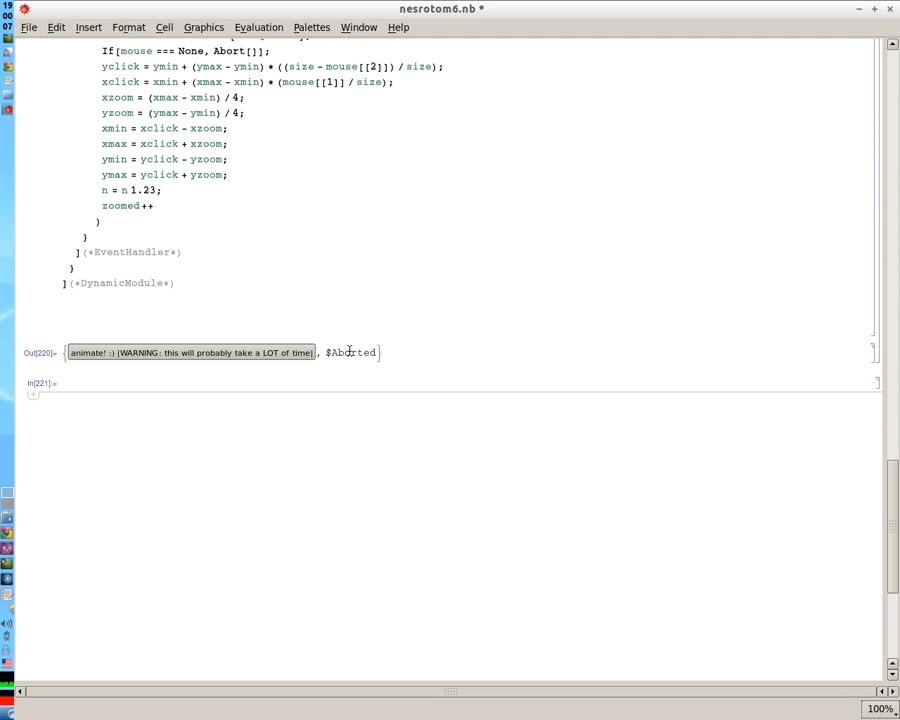 19
00
07
nesrotom6.nb *
File Edit Insert Format Cell Graphics Evaluation Palettes Window Help
If[mouse === None, Abort[]];
yclick = ymin + (ymax - ymin) * ((size - mouse[[2]]) / size);
xclick = xmin + (xmax - xmin) * (mouse[[1]] / size);
xzoom = (xmax - xmin) / 4;
yzoom = (ymax - ymin) / 4;
xmin = xclick - xzoom;
xmax = xclick + xzoom;
ymin = yclick - yzoom;
ymax = yclick + yzoom;
n = n 1.23;
zoomed ++
)
}
](*EventHandler*)
}
](*DynamicModule*)
Out[220]= {animate! :) [WARNING: this will probably take a LOT of time], $Aborted}
In[221]:=
100%